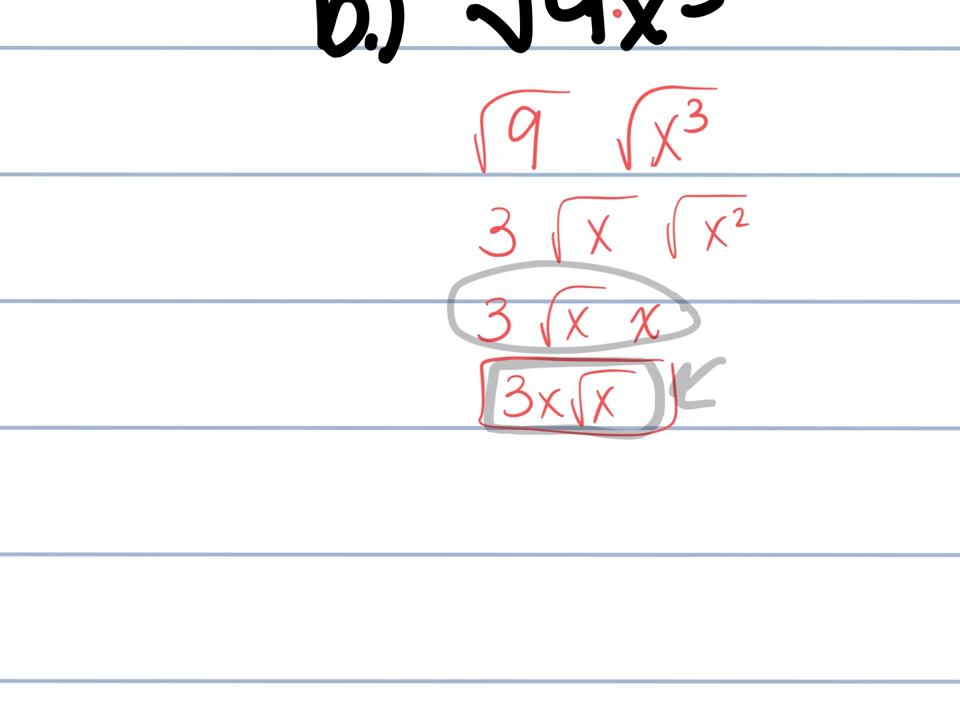 b.) √9·x³
√9 √x³
3 √x √x²
3 √x x
3x√x